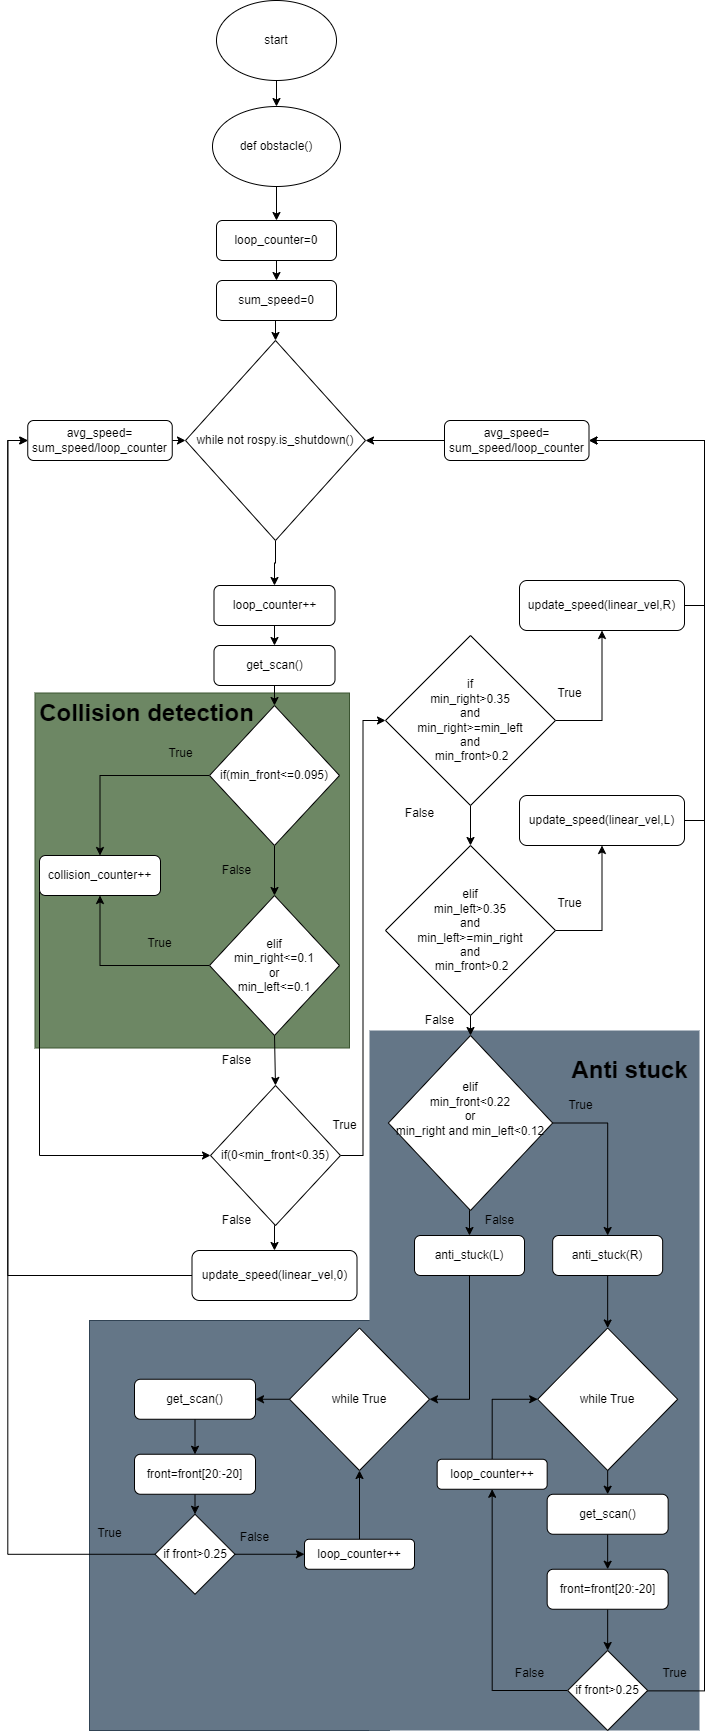 start
def obstacle()
loop_counter=0
sum_speed=0
avg_speed=
sum_speed/loop_counter
while not rospy.is_shutdown()
avg_speed=
sum_speed/loop_counter
loop_counter++
get_scan()
update_speed(linear_vel,R)
Collision detection
if
min_right>0.35
and
min_right>=min_left
and
min_front>0.2
True
True
if(min_front<=0.095)
False
update_speed(linear_vel,L)
collision_counter++
False
elif
min_left>0.35
and
min_left>=min_right
and
min_front>0.2
True
True
elif
min_right<=0.1
or
min_left<=0.1
False
False
Anti stuck
elif
min_front<0.22
or
min_right and min_left<0.12
True
True
if(0<min_front<0.35)
False
False
anti_stuck(L)
anti_stuck(R)
update_speed(linear_vel,0)
get_scan()
while True
while True
front=front[20:-20]
loop_counter++
get_scan()
True
if front>0.25
False
loop_counter++
front=front[20:-20]
False
if front>0.25
True